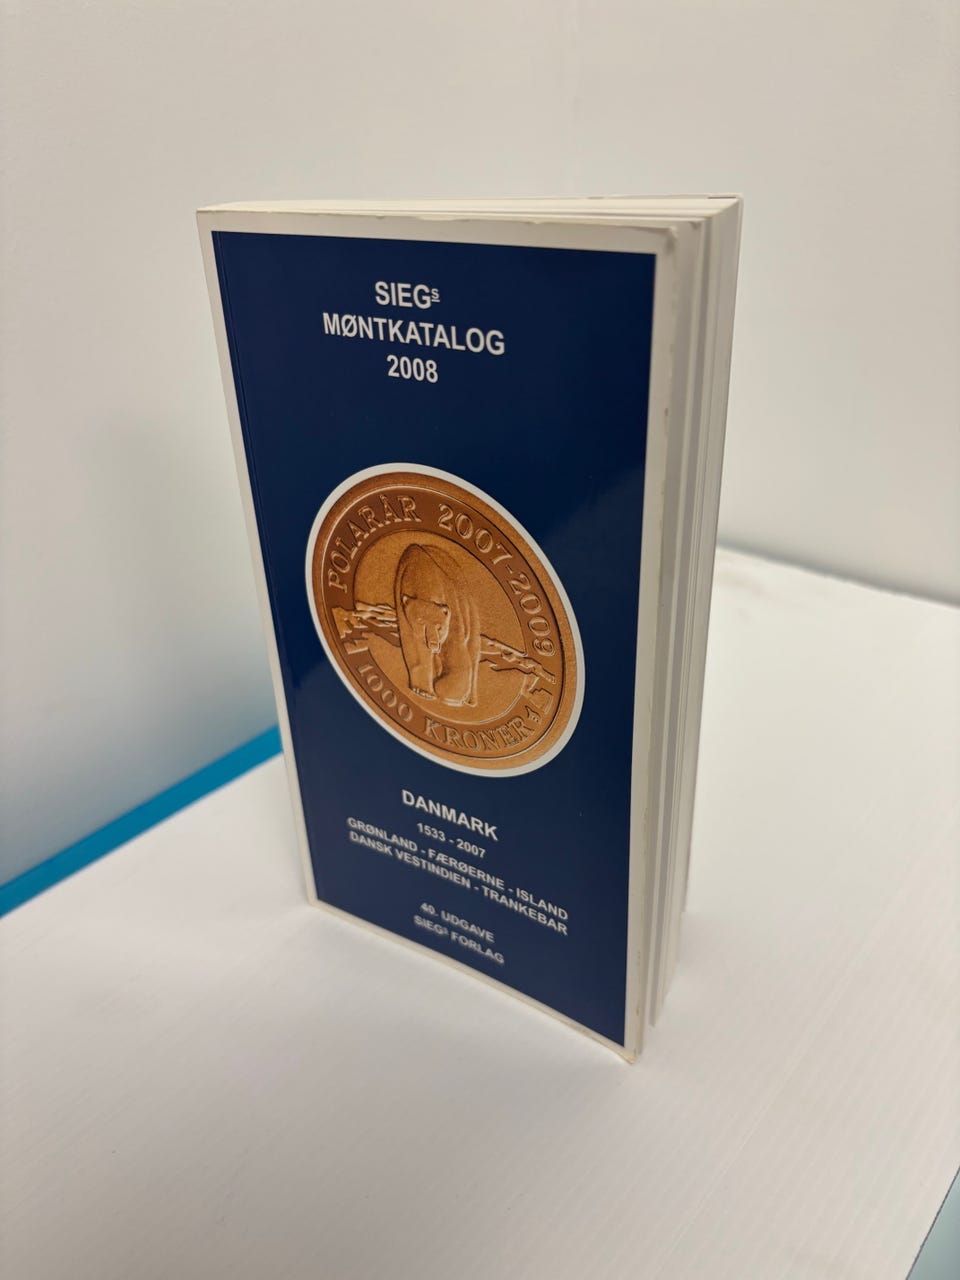 SIEGs
MØNTKATALOG
2008
POLARÅR 2007-2009
1000 KRONER
DANMARK
1533 - 2007
GRØNLAND - FÆRØERNE - ISLAND
DANSK VESTINDIEN - TRANKEBAR
40. UDGAVE
SIEGs FORLAG